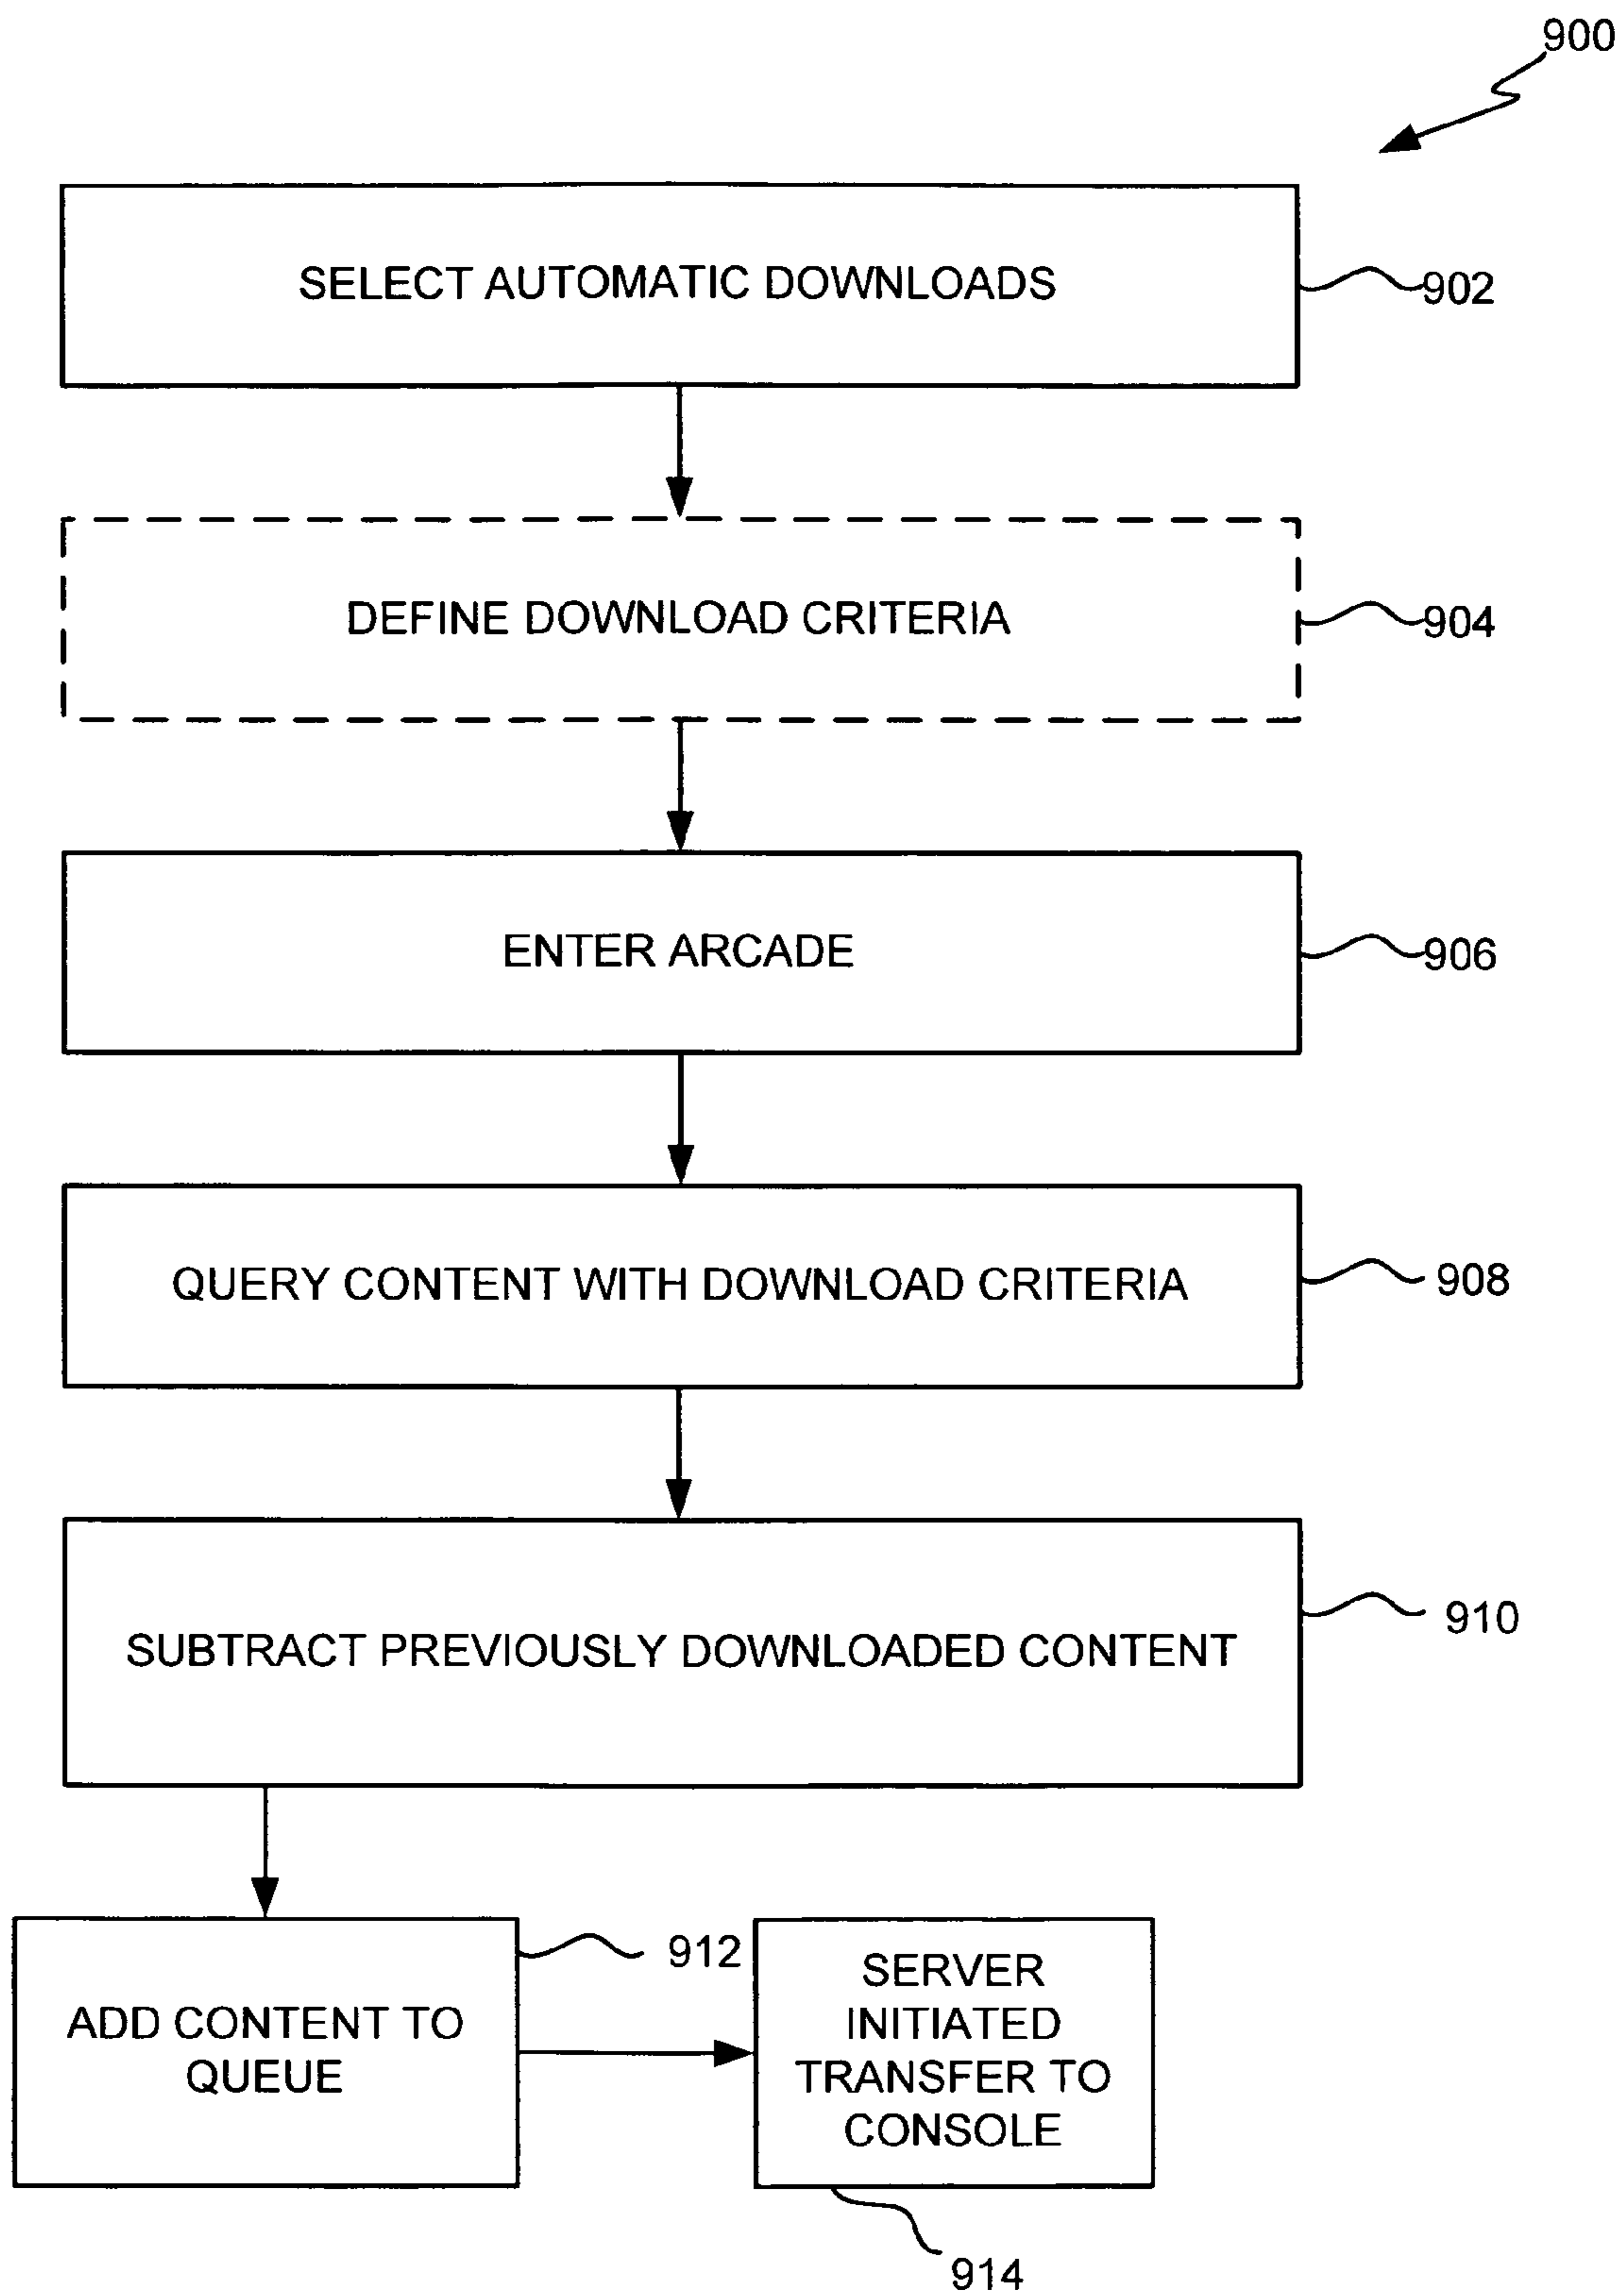 900
SELECT AUTOMATIC DOWNLOADS
902
DEFINE DOWNLOAD CRITERIA
904
ENTER ARCADE
906
QUERY CONTENT WITH DOWNLOAD CRITERIA
908
SUBTRACT PREVIOUSLY DOWNLOADED CONTENT
910
ADD CONTENT TO
QUEUE
912
SERVER
INITIATED
TRANSFER TO
CONSOLE
914